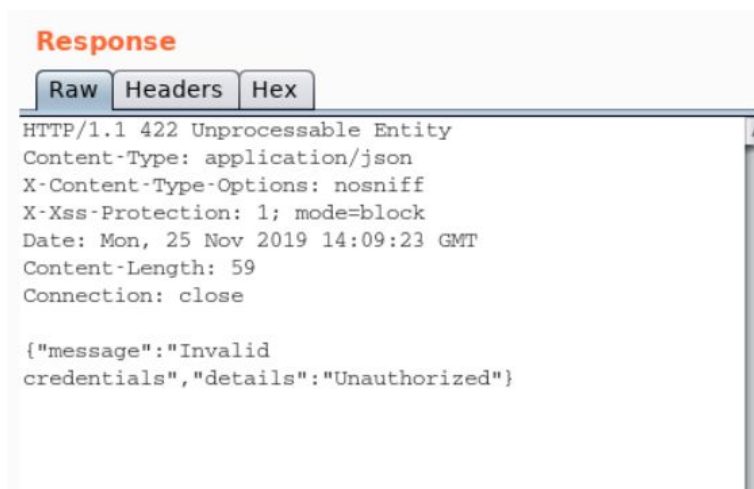 Response
Raw Headers Hex
HTTP/1.1 422 Unprocessable Entity
Content-Type: application/json
X-Content-Type-Options: nosniff
X-Xss-Protection: 1; mode=block
Date: Mon, 25 Nov 2019 14:09:23 GMT
Content-Length: 59
Connection: close
{"message":"Invalid
credentials","details":"Unauthorized"}